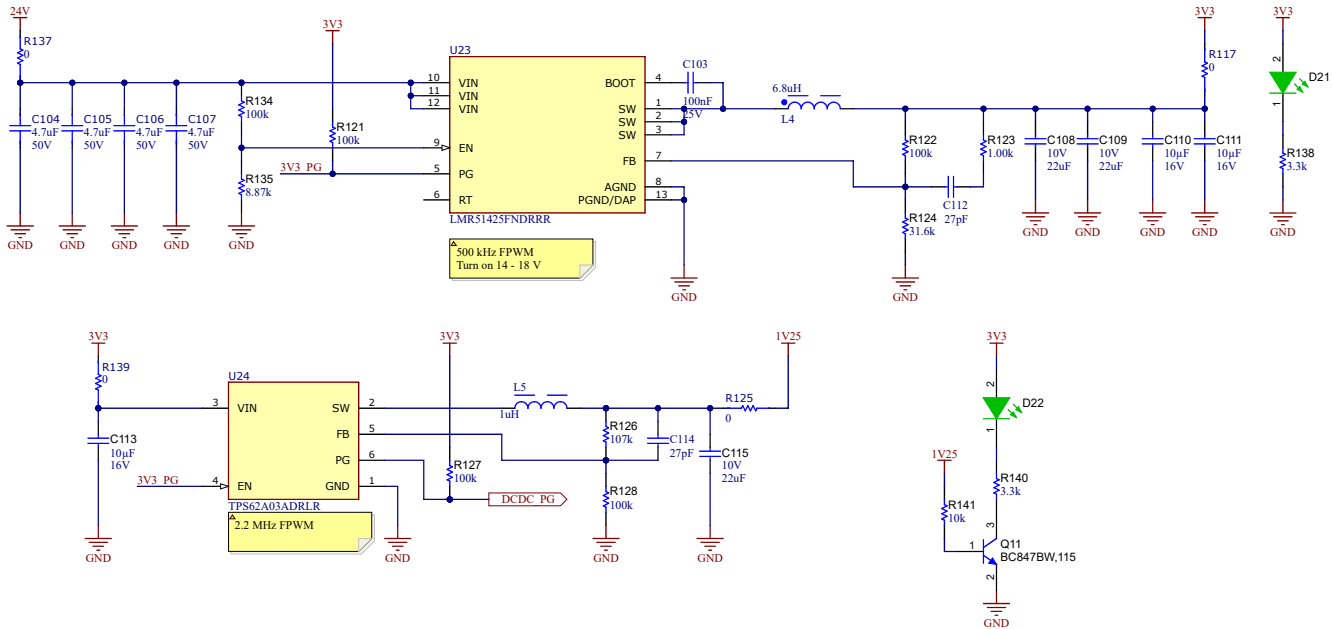 24V
R137
0
C104
4.7uF
50V
C105
4.7uF
50V
C106
4.7uF
50V
C107
4.7uF
50V
GND
GND
GND
GND
R134
100k
R135
8.87k
GND
3V3
R121
100k
3V3_PG
U23
10
VIN
11
VIN
12
VIN
9
EN
5
PG
6
RT
BOOT
4
SW
1
SW
2
SW
3
FB
7
AGND
8
PGND/DAP
13
LMR51425FNDRRR
500 kHz FPWM
Turn on 14 - 18 V
C103
100nF
25V
GND
6.8uH
L4
R122
100k
R123
1.00k
C112
27pF
R124
31.6k
GND
C108
10V
22uF
C109
10V
22uF
C110
10µF
16V
C111
10µF
16V
GND
GND
GND
GND
3V3
R117
0
3V3
2
D21
1
R138
3.3k
GND
3V3
R139
0
C113
10µF
16V
GND
3V3_PG
U24
3
VIN
4
EN
SW
2
FB
5
PG
6
GND
1
TPS62A03ADRLR
2.2 MHz FPWM
GND
3V3
R127
100k
DCDC_PG
L5
1uH
R126
107k
C114
27pF
R128
100k
GND
C115
10V
22uF
GND
R125
0
1V25
3V3
2
D22
1
R140
3.3k
1V25
R141
10k
3
1
Q11
BC847BW,115
2
GND